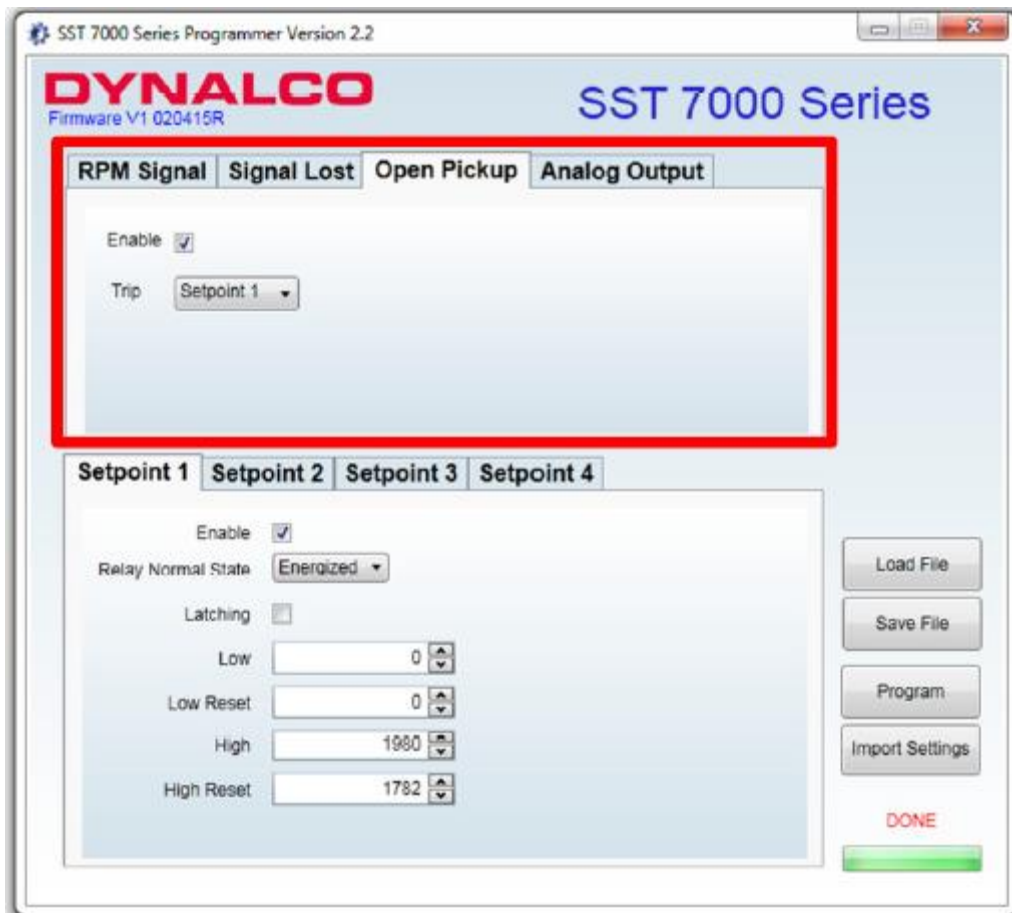 SST 7000 Series Programmer Version 2.2
DYNALCO
SST 7000 Series
Firmware V1 020415R
RPM Signal Signal Lost Open Pickup Analog Output
Enable
Trip Setpoint 1
Setpoint 1 Setpoint 2 Setpoint 3 Setpoint 4
Enable
Relay Normal State Energized
Latching
Low 0
Low Reset 0
High 1980
High Reset 1782
Load File
Save File
Program
Import Settings
DONE